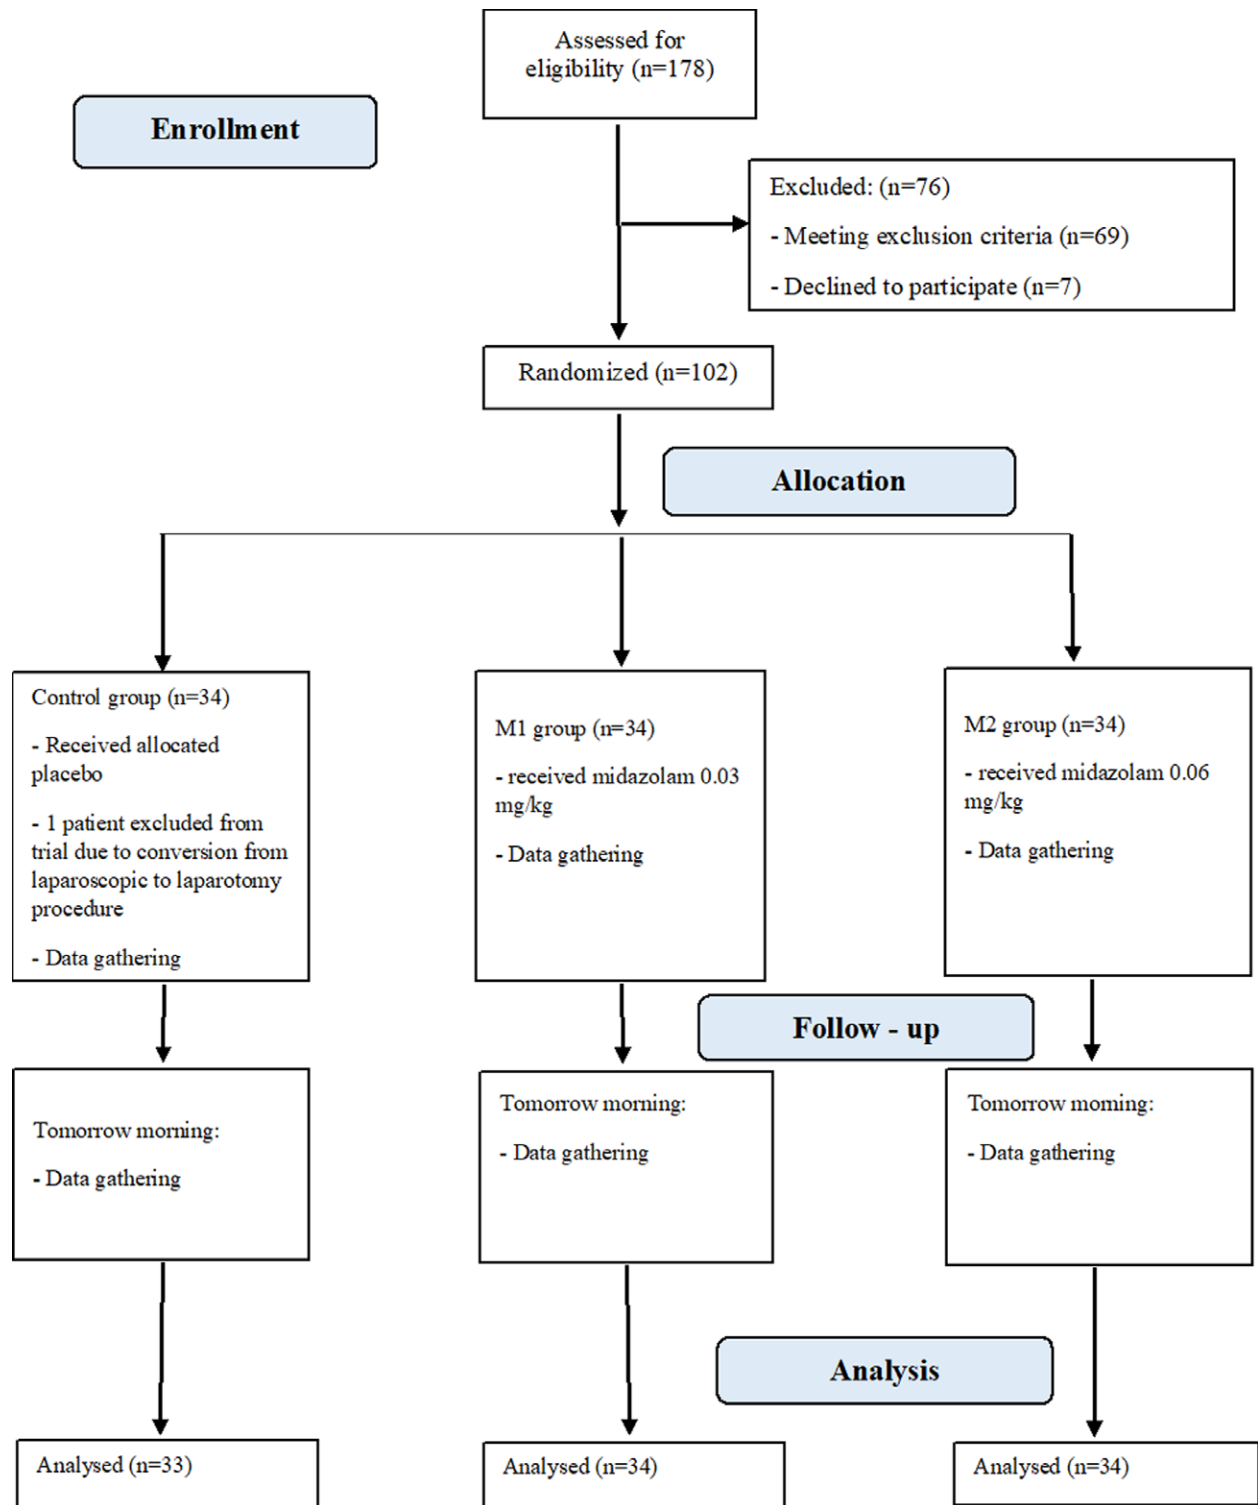 Assessed for
eligibility (n=178)
Enrollment
Excluded: (n=76)
- Meeting exclusion criteria (n=69)
- Declined to participate (n=7)
Randomized (n=102)
Allocation
Control group (n=34)
- Received allocated
placebo
- 1 patient excluded from
trial due to conversion from
laparoscopic to laparotomy
procedure
- Data gathering
M1 group (n=34)
- received midazolam 0.03
mg/kg
- Data gathering
M2 group (n=34)
- received midazolam 0.06
mg/kg
- Data gathering
Follow - up
Tomorrow morning:
- Data gathering
Tomorrow morning:
- Data gathering
Tomorrow morning:
- Data gathering
Analysis
Analysed (n=33)
Analysed (n=34)
Analysed (n=34)